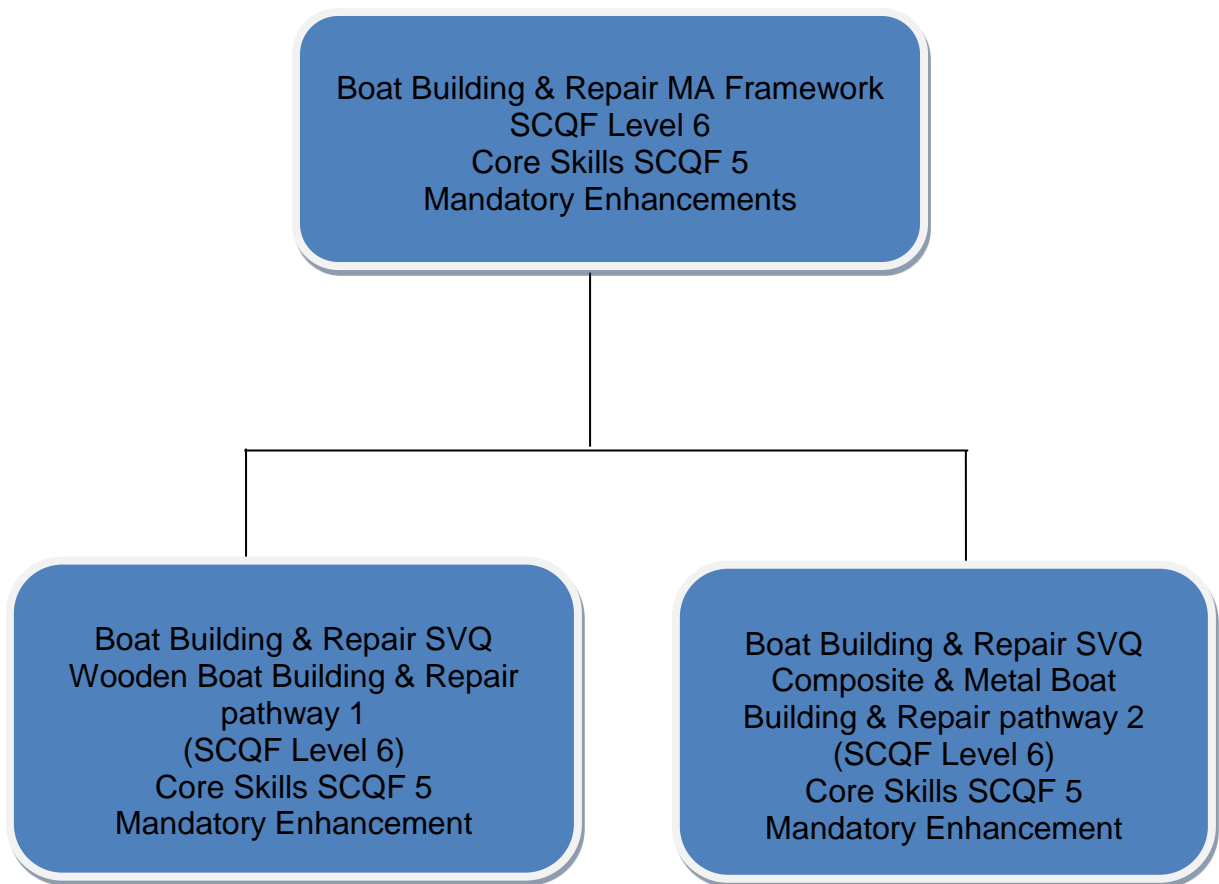 Boat Building & Repair MA Framework
SCQF Level 6
Core Skills SCQF 5
Mandatory Enhancements
Boat Building & Repair SVQ
Wooden Boat Building & Repair
pathway 1
(SCQF Level 6)
Core Skills SCQF 5
Mandatory Enhancement
Boat Building & Repair SVQ
Composite & Metal Boat
Building & Repair pathway 2
(SCQF Level 6)
Core Skills SCQF 5
Mandatory Enhancement